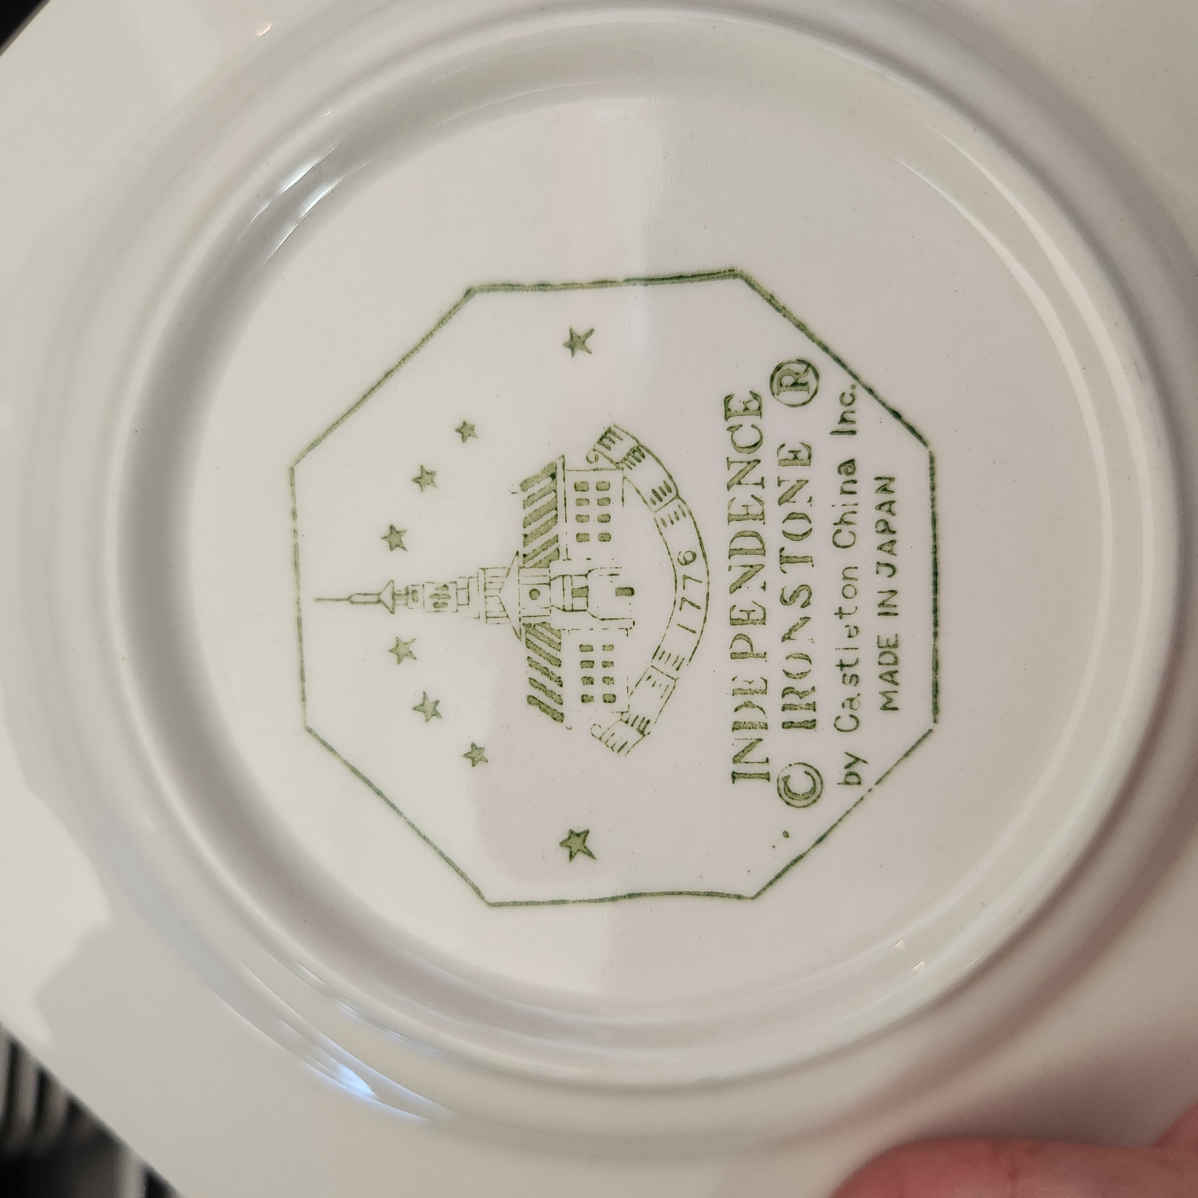 1776
INDEPENDENCE
© IRONSTONE ®
by Castleton China Inc.
MADE IN JAPAN